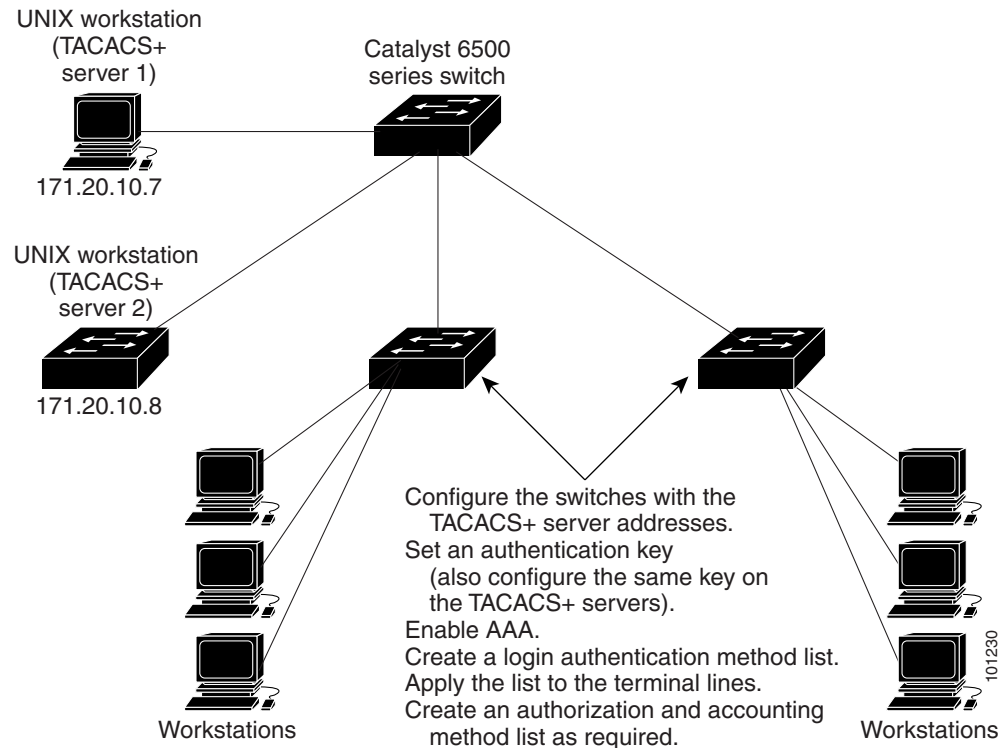 UNIX workstation
(TACACS+
server 1)
Catalyst 6500
series switch
171.20.10.7
UNIX workstation
(TACACS+
server 2)
171.20.10.8
Configure the switches with the
TACACS+ server addresses.
Set an authentication key
(also configure the same key on
the TACACS+ servers).
Enable AAA.
Create a login authentication method list.
Apply the list to the terminal lines.
Create an authorization and accounting
method list as required.
Workstations
Workstations
101230